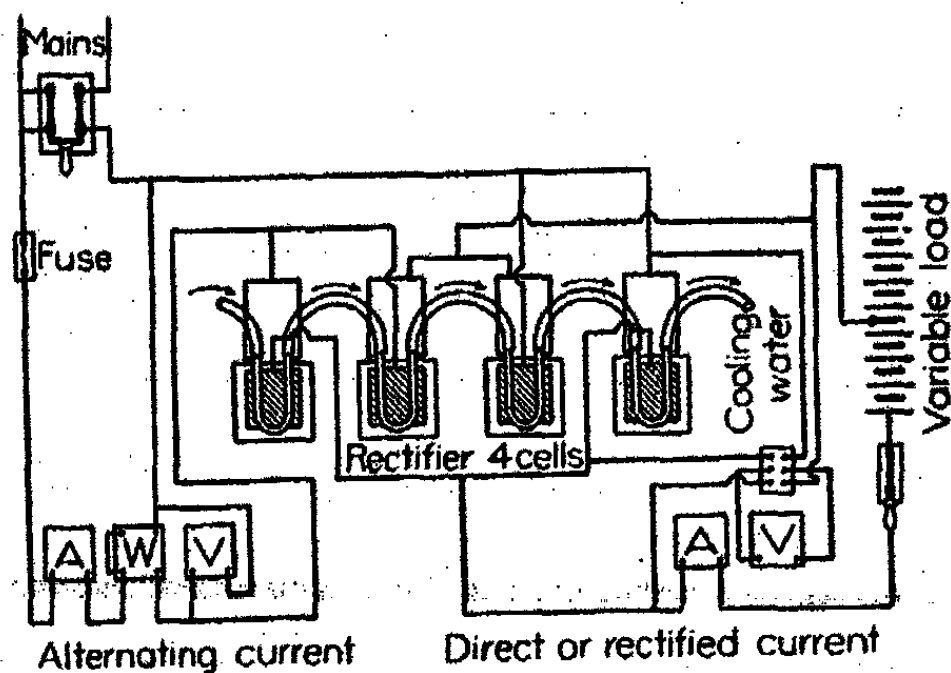 Mains
Fuse
Variable load
Cooling
water
Rectifier 4 cells
A
W
V
A
V
Alternating current
Direct or rectified current